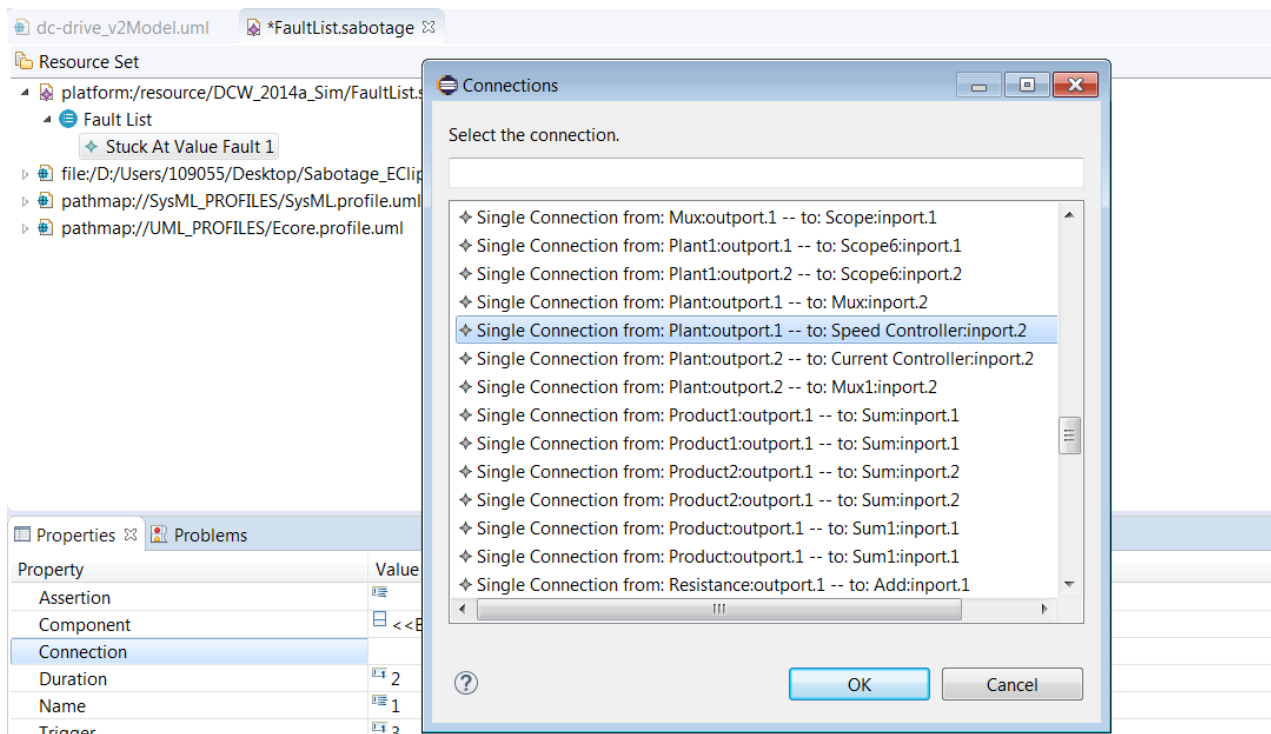 dc-drive_v2Model.uml
*FaultList.sabotage
Resource Set
platform:/resource/DCW_2014a_Sim/FaultList.s
Fault List
Stuck At Value Fault 1
file:/D:/Users/109055/Desktop/Sabotage_EClip
pathmap://SysML_PROFILES/SysML.profile.uml
pathmap://UML_PROFILES/Ecore.profile.uml
Connections
Select the connection.
Single Connection from: Mux:outport.1 -- to: Scope:inport.1
Single Connection from: Plant1:outport.1 -- to: Scope6:inport.1
Single Connection from: Plant1:outport.2 -- to: Scope6:inport.2
Single Connection from: Plant:outport.1 -- to: Mux:inport.2
Single Connection from: Plant:outport.1 -- to: Speed Controller:inport.2
Single Connection from: Plant:outport.2 -- to: Current Controller:inport.2
Single Connection from: Plant:outport.2 -- to: Mux1:inport.2
Single Connection from: Product1:outport.1 -- to: Sum:inport.1
Single Connection from: Product1:outport.1 -- to: Sum:inport.1
Single Connection from: Product2:outport.1 -- to: Sum:inport.2
Single Connection from: Product2:outport.1 -- to: Sum:inport.2
Single Connection from: Product:outport.1 -- to: Sum1:inport.1
Single Connection from: Product:outport.1 -- to: Sum1:inport.1
Single Connection from: Resistance:outport.1 -- to: Add:inport.1
OK
Cancel
Properties
Problems
Property Value
Assertion
Component <<E
Connection
Duration 2
Name 1
Trigger 3